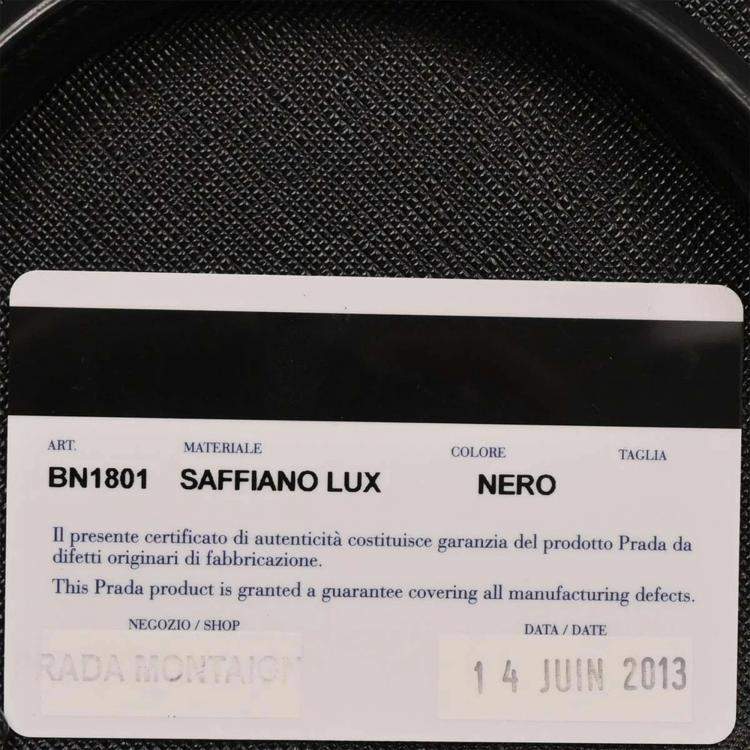 ART. MATERIALE COLORE TAGLIA
BN1801 SAFFIANO LUX NERO
Il presente certificato di autenticità costituisce garanzia del prodotto Prada da
difetti originari di fabbricazione.
This Prada product is granted a guarantee covering all manufacturing defects.
NEGOZIO / SHOP DATA / DATE
RADA MONTAIGN 14 JUIN 2013